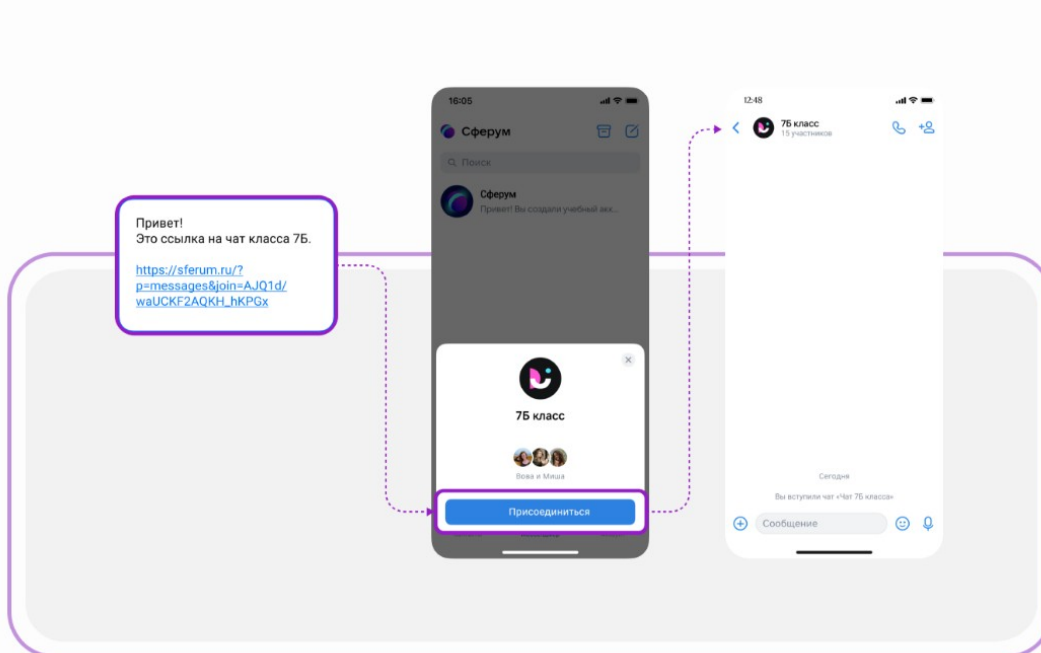 Привет!
Это ссылка на чат класса 7Б.
https://sferum.ru/?
p=messages&join=AJQ1d/
waUCKF2AQKH_hKPGx
16:05
Сферум
Поиск
Сферум
Привет! Вы создали учебный акк...
7Б класс
Вова и Миша
Присоединиться
12:48
7Б класс
15 участников
Сегодня
Вы вступили чат «Чат 7Б класса»
Сообщение